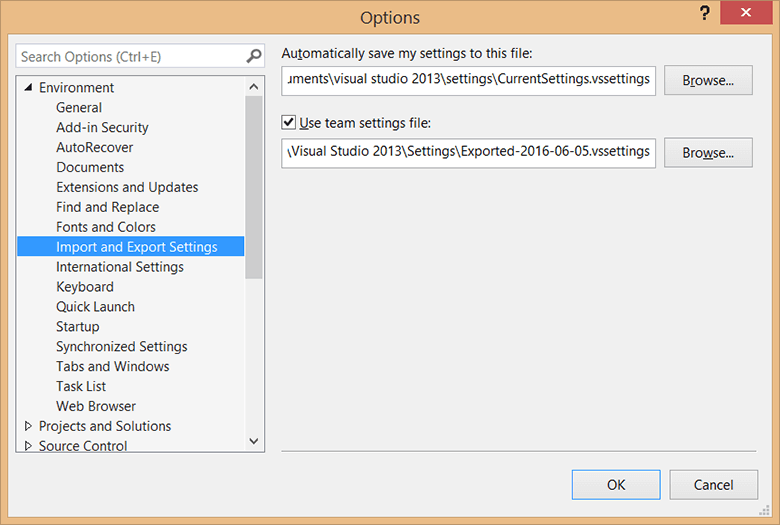 Options
?
Search Options (Ctrl+E)
Environment
General
Add-in Security
AutoRecover
Documents
Extensions and Updates
Find and Replace
Fonts and Colors
Import and Export Settings
International Settings
Keyboard
Quick Launch
Startup
Synchronized Settings
Tabs and Windows
Task List
Web Browser
Projects and Solutions
Source Control
Automatically save my settings to this file:
uments\visual studio 2013\settings\CurrentSettings.vssettings
Browse...
Use team settings file:
\Visual Studio 2013\Settings\Exported-2016-06-05.vssettings
Browse...
OK
Cancel